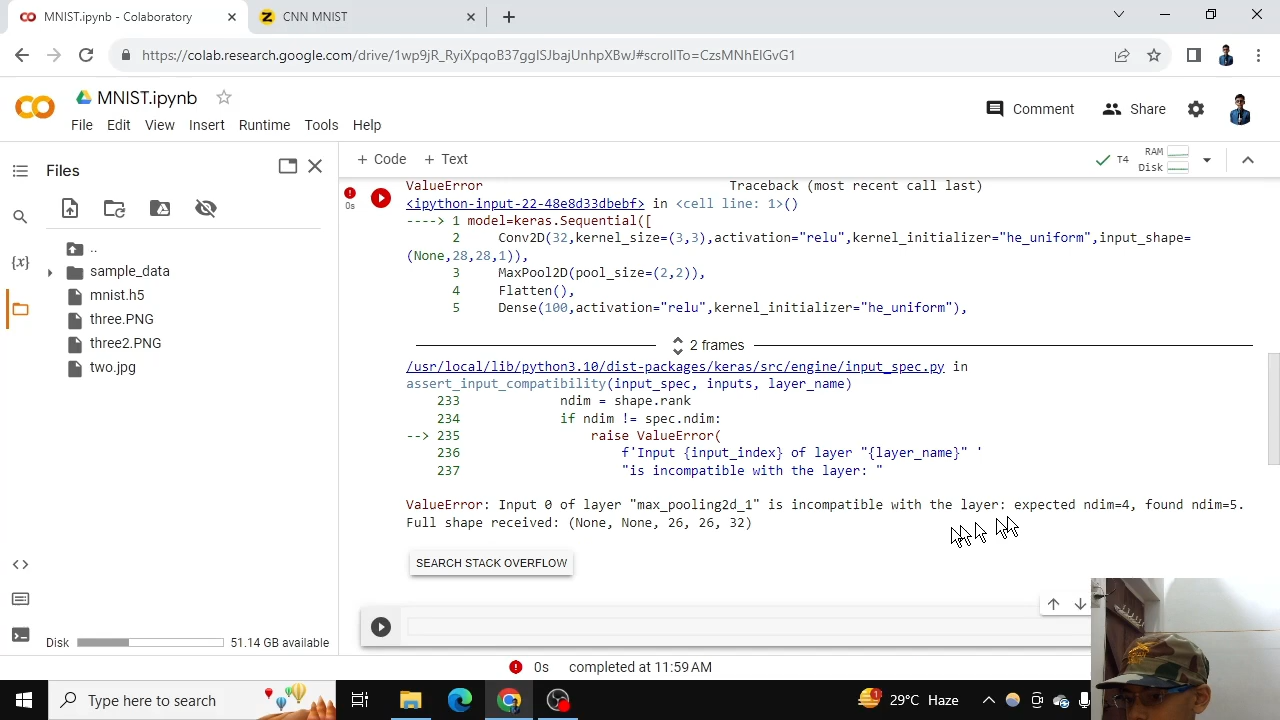 MNIST.ipynb - Colaboratory
CNN MNIST
https://colab.research.google.com/drive/1wp9jR_RyiXpqoB37ggISJbajUnhpXBwJ#scrollTo=CzsMNhEIGvG1
MNIST.ipynb
File Edit View Insert Runtime Tools Help
Comment Share
Files
+ Code + Text
T4 RAM
Disk
..
sample_data
mnist.h5
three.PNG
three2.PNG
two.jpg
Disk 51.14 GB available
0s
ValueError Traceback (most recent call last)
<ipython-input-22-48e8d33dbebf> in <cell line: 1>()
----> 1 model=keras.Sequential([
2 Conv2D(32,kernel_size=(3,3),activation="relu",kernel_initializer="he_uniform",input_shape=
(None,28,28,1)),
3 MaxPool2D(pool_size=(2,2)),
4 Flatten(),
5 Dense(100,activation="relu",kernel_initializer="he_uniform"),
2 frames
/usr/local/lib/python3.10/dist-packages/keras/src/engine/input_spec.py in
assert_input_compatibility(input_spec, inputs, layer_name)
233 ndim = shape.rank
234 if ndim != spec.ndim:
--> 235 raise ValueError(
236 f'Input {input_index} of layer "{layer_name}" '
237 "is incompatible with the layer: "
ValueError: Input 0 of layer "max_pooling2d_1" is incompatible with the layer: expected ndim=4, found ndim=5.
Full shape received: (None, None, 26, 26, 32)
SEARCH STACK OVERFLOW
0s completed at 11:59 AM
Type here to search
1
29°C Haze